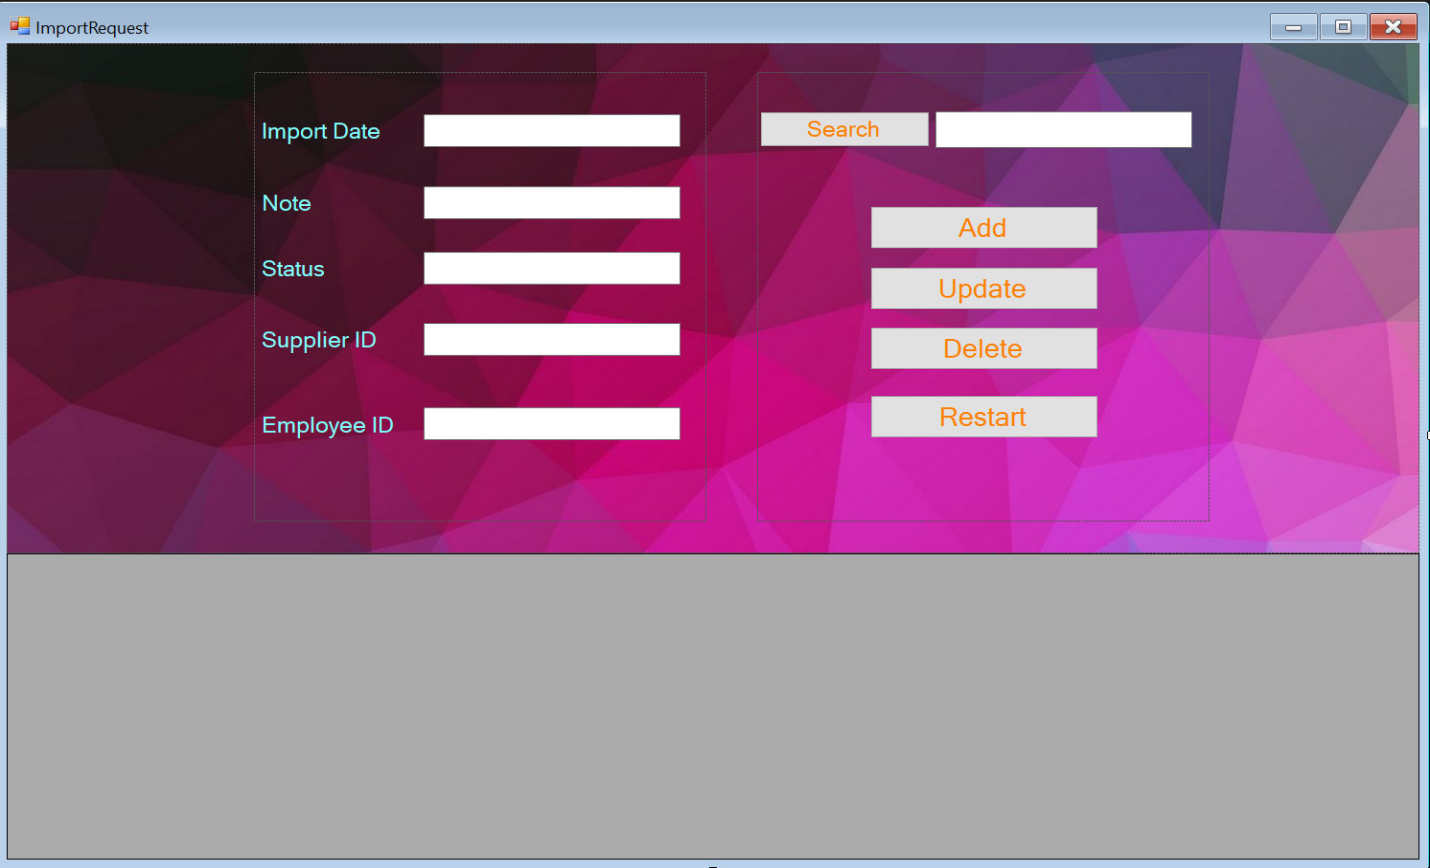 ImportRequest
Import Date
Search
Note
Add
Status
Update
Supplier ID
Delete
Employee ID
Restart